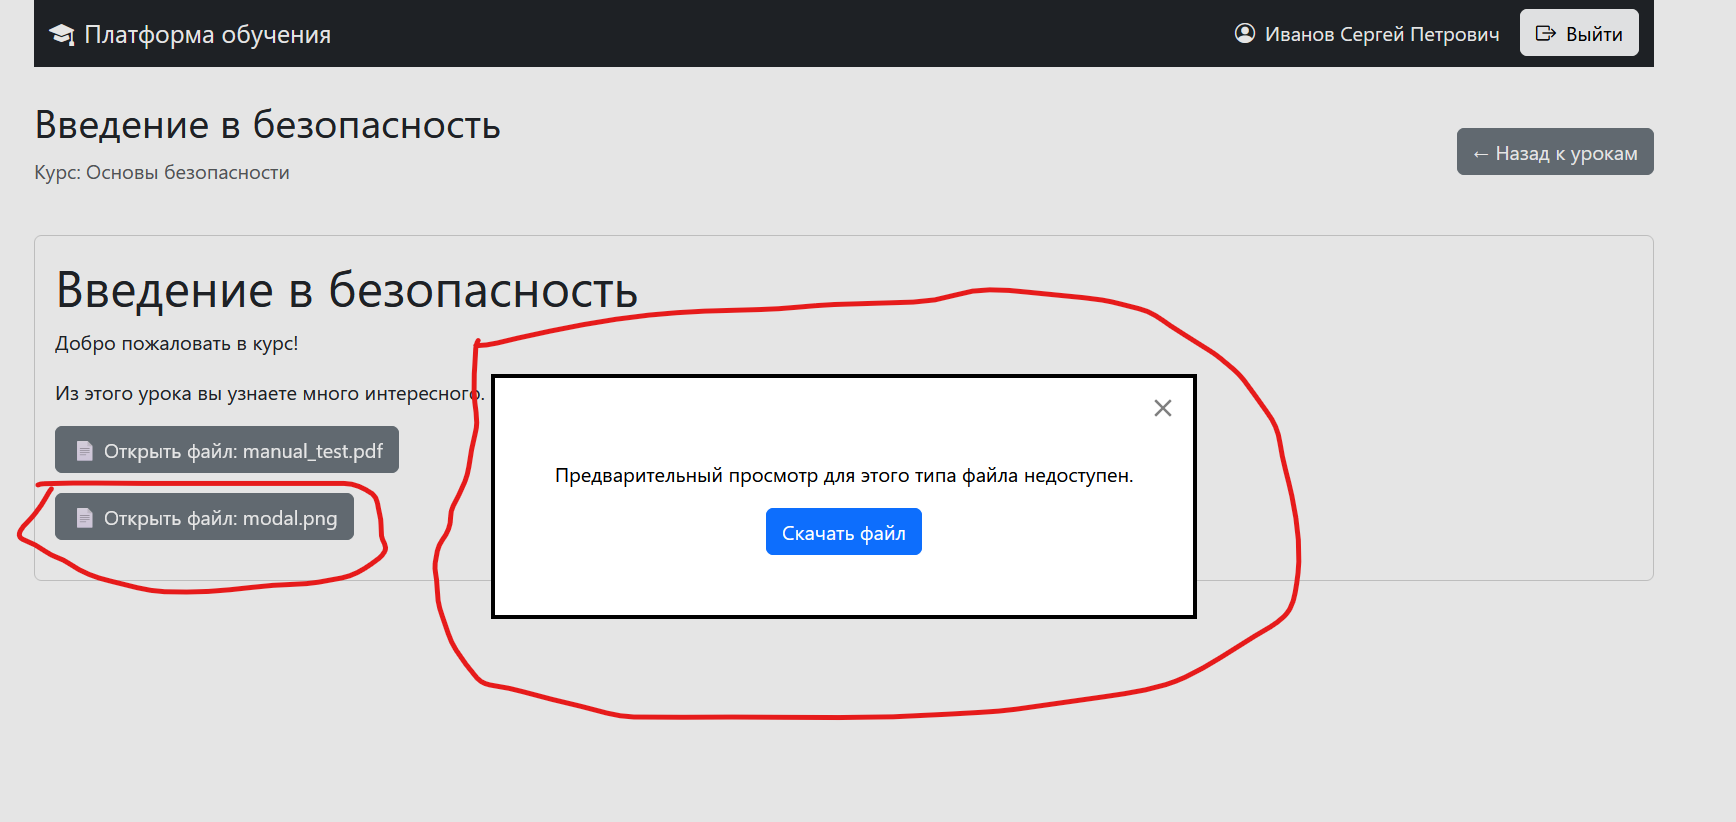 Платформа обучения
Иванов Сергей Петрович
Выйти
Введение в безопасность
Курс: Основы безопасности
← Назад к урокам
Введение в безопасность
Добро пожаловать в курс!
Из этого урока вы узнаете много интересного.
Открыть файл: manual_test.pdf
Открыть файл: modal.png
Предварительный просмотр для этого типа файла недоступен.
Скачать файл